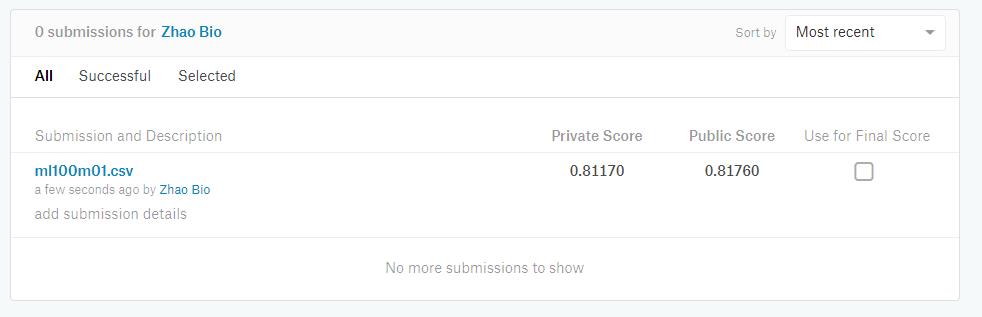 0 submissions for Zhao Bio Sort by Most recent
All Successful Selected
Submission and Description Private Score Public Score Use for Final Score
ml100m01.csv 0.81170 0.81760
a few seconds ago by Zhao Bio
add submission details
No more submissions to show